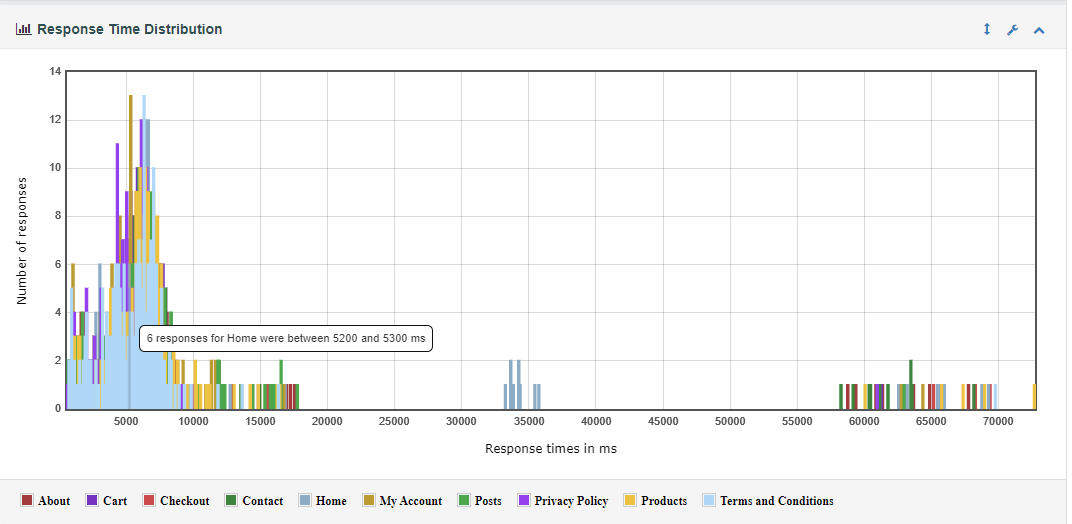 Response Time Distribution
14
12
10
8
6
4
2
0
Number of responses
6 responses for Home were between 5200 and 5300 ms
5000 10000 15000 20000 25000 30000 35000 40000 45000 50000 55000 60000 65000 70000
Response times in ms
About Cart Checkout Contact Home My Account Posts Privacy Policy Products Terms and Conditions